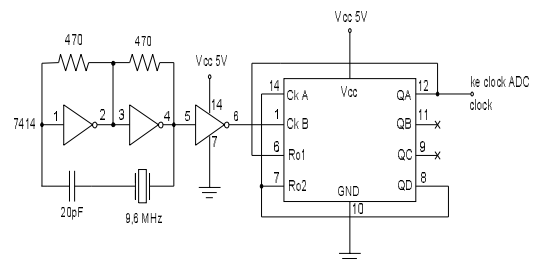 Vcc 5V
470
470
Vcc 5V
ke clock ADC
clock
14
Ck A
Vcc
QA
12
14
7414
1
2
3
4
5
6
1
Ck B
QB
11
7
6
Ro1
QC
9
7
Ro2
QD
8
GND
10
20pF
9,6 MHz